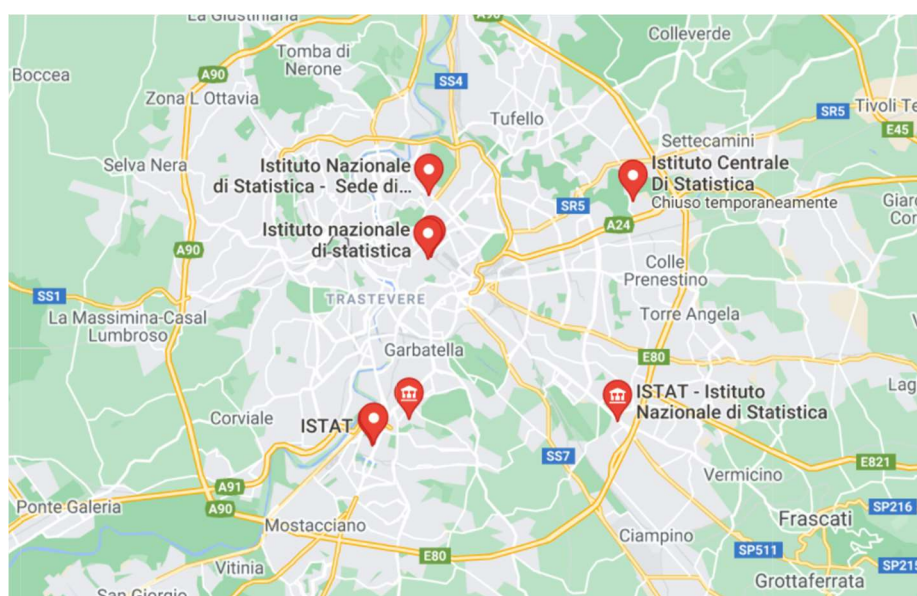 La Giustiniana
A90
Colleverde
Boccea
Tomba di
Nerone
A90
SS4
Zona L Ottavia
Tufello
SR5
Tivoli Te
E45
Settecamini
Selva Nera
Istituto Nazionale
di Statistica - Sede di...
Istituto Centrale
Di Statistica
Chiuso temporaneamente
SR5
A24
Istituto nazionale
di statistica
A90
Colle
Prenestino
SS1
TRASTEVERE
La Massimina-Casal
Lumbroso
Torre Angela
Garbatella
E80
ISTAT - Istituto
Nazionale di Statistica
Corviale
ISTAT
SS7
E821
Vermicino
A91
Ponte Galeria
A90
Mostacciano
SP216
Frascati
Ciampino
E80
SP511
Vitinia
SP215
Grottaferrata
San Giorgio